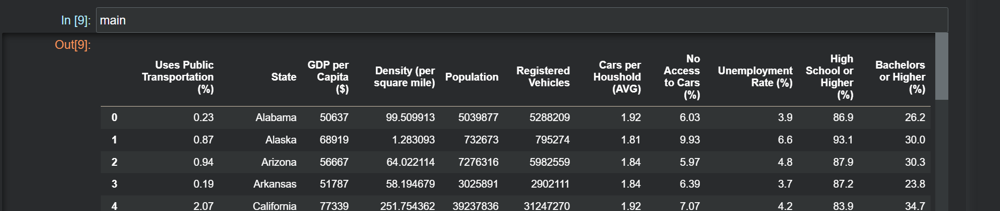 In [9]: main
Out[9]:
Uses Public Transportation (%) State GDP per Capita ($) Density (per square mile) Population Registered Vehicles Cars per Houshold (AVG) No Access to Cars (%) Unemployment Rate (%) High School or Higher (%) Bachelors or Higher (%)
0 0.23 Alabama 50637 99.509913 5039877 5288209 1.92 6.03 3.9 86.9 26.2
1 0.87 Alaska 68919 1.283093 732673 795274 1.81 9.93 6.6 93.1 30.0
2 0.94 Arizona 56667 64.022114 7276316 5982559 1.84 5.97 4.8 87.9 30.3
3 0.19 Arkansas 51787 58.194679 3025891 2902111 1.84 6.39 3.7 87.2 23.8
4 2.07 California 77339 251.754362 39237836 31247270 1.92 7.07 4.2 83.9 34.7